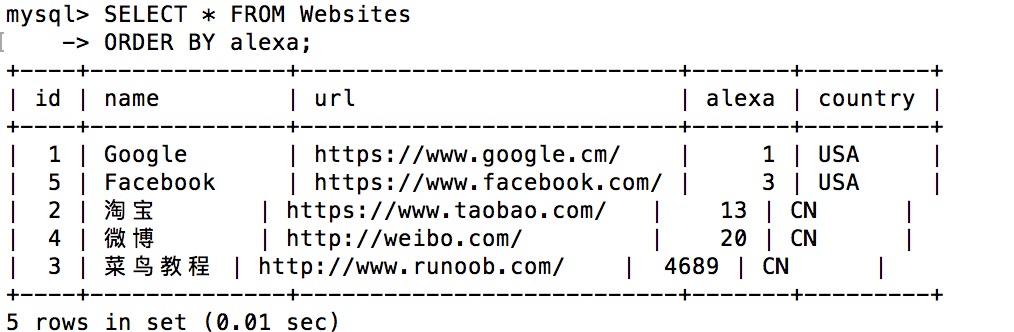 mysql> SELECT * FROM Websites
    -> ORDER BY alexa;
+----+--------------+---------------------------+-------+---------+
| id | name         | url                       | alexa | country |
+----+--------------+---------------------------+-------+---------+
|  1 | Google       | https://www.google.cm/    |     1 | USA     |
|  5 | Facebook     | https://www.facebook.com/ |     3 | USA     |
|  2 | 淘宝       | https://www.taobao.com/   |    13 | CN      |
|  4 | 微博       | http://weibo.com/         |    20 | CN      |
|  3 | 菜鸟教程 | http://www.runoob.com/    |  4689 | CN      |
+----+--------------+---------------------------+-------+---------+
5 rows in set (0.01 sec)